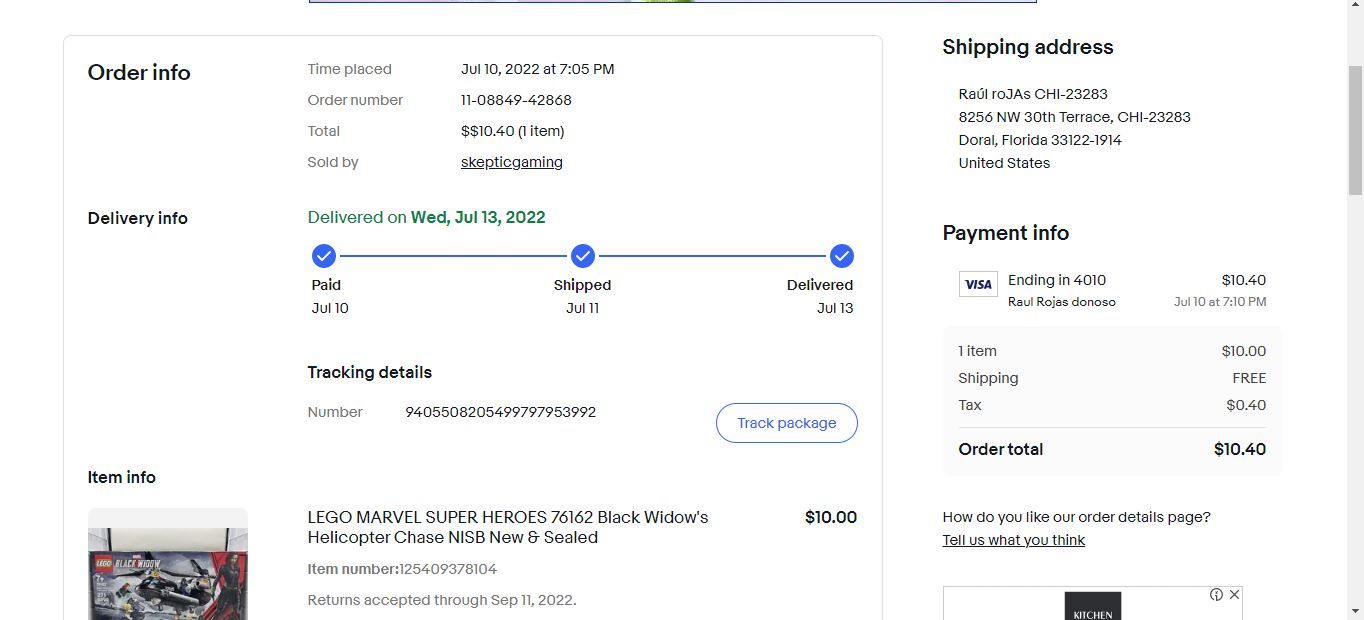 Order info
Time placed Jul 10, 2022 at 7:05 PM
Order number 11-08849-42868
Total $$10.40 (1 item)
Sold by skepticgaming
Delivery info
Delivered on Wed, Jul 13, 2022
Paid Shipped Delivered
Jul 10 Jul 11 Jul 13
Tracking details
Number 9405508205499797953992
Track package
Item info
LEGO MARVEL SUPER HEROES 76162 Black Widow's
Helicopter Chase NISB New & Sealed
$10.00
Item number:125409378104
Returns accepted through Sep 11, 2022.
LEGO
MARVEL
BLACK WIDOW
7+
Shipping address
Raúl roJAs CHI-23283
8256 NW 30th Terrace, CHI-23283
Doral, Florida 33122-1914
United States
Payment info
VISA
Ending in 4010 $10.40
Raul Rojas donoso Jul 10 at 7:10 PM
1 item $10.00
Shipping FREE
Tax $0.40
Order total $10.40
How do you like our order details page?
Tell us what you think
KITCHEN